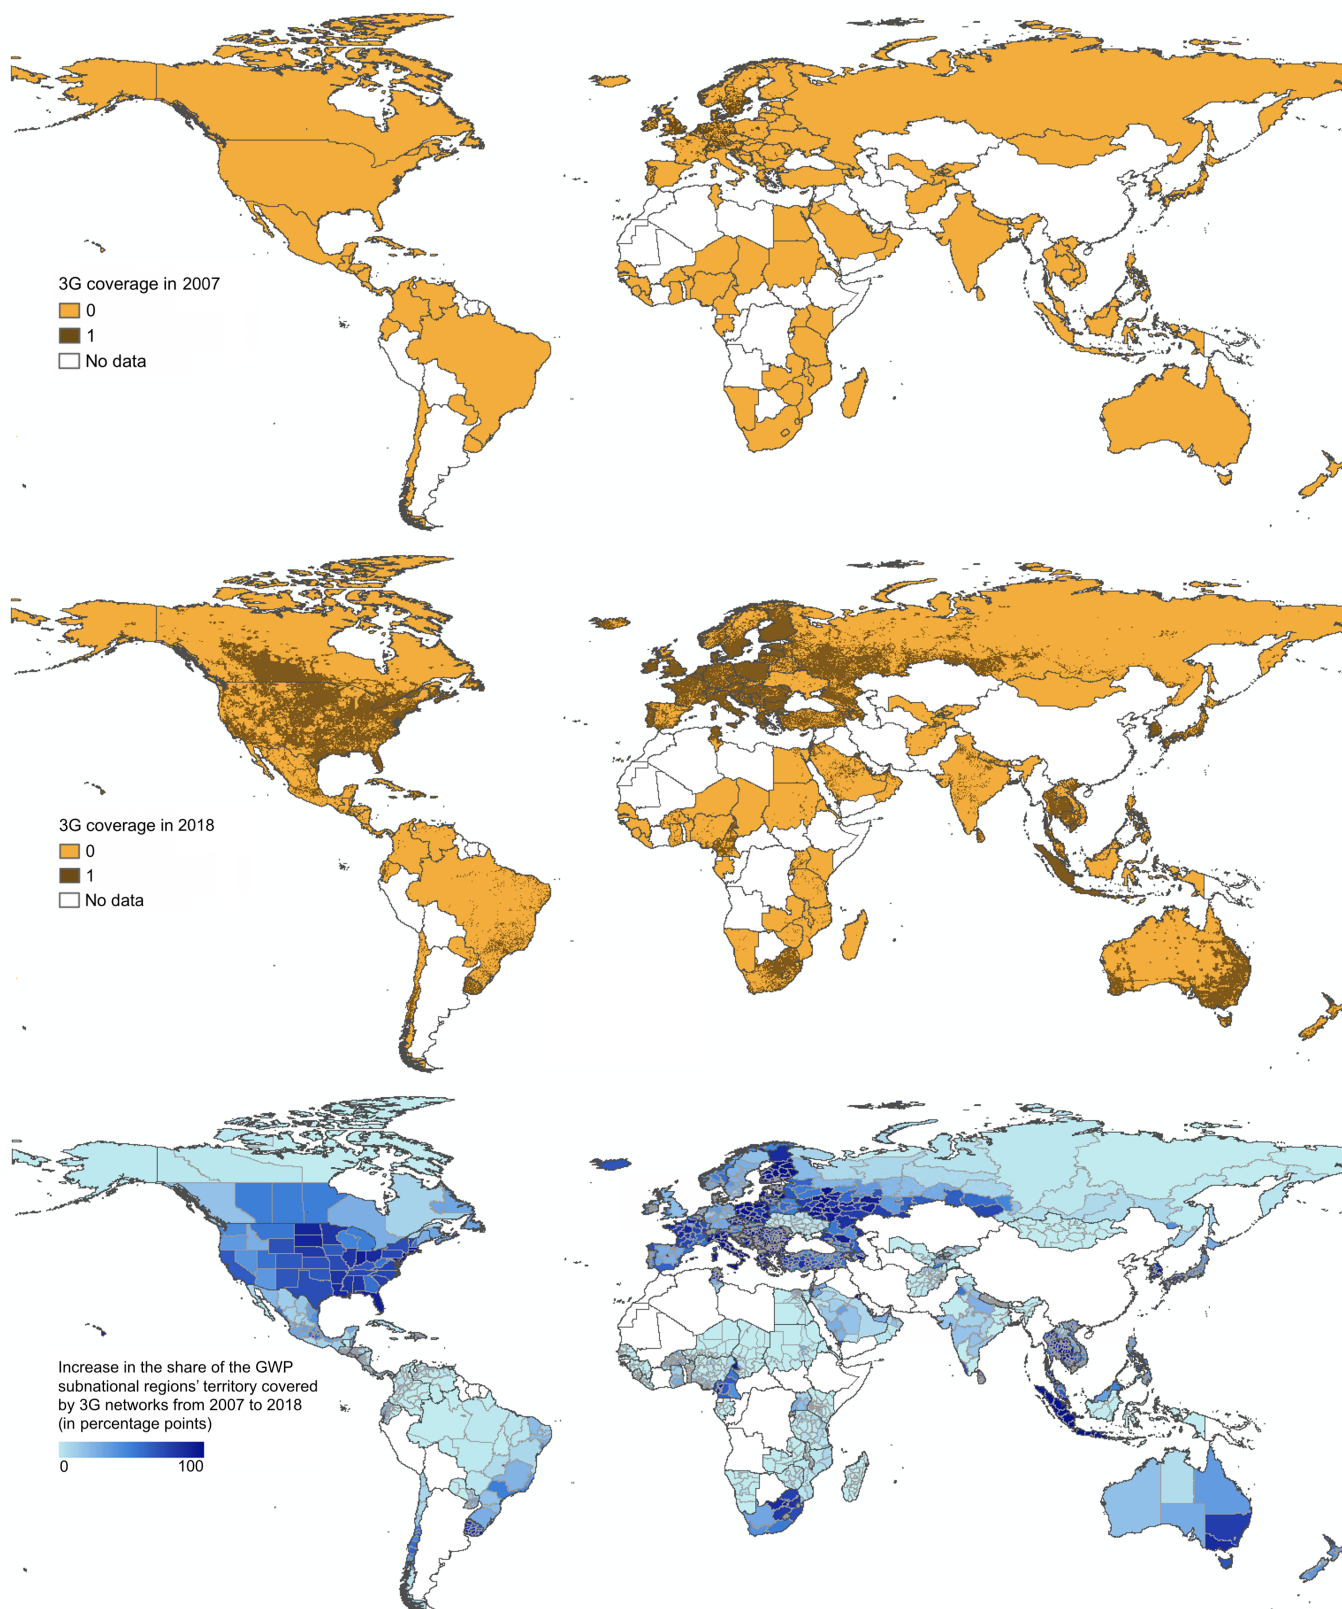 3G coverage in 2007
0
1
No data
3G coverage in 2018
0
1
No data
Increase in the share of the GWP
subnational regions’ territory covered
by 3G networks from 2007 to 2018
(in percentage points)
0 100